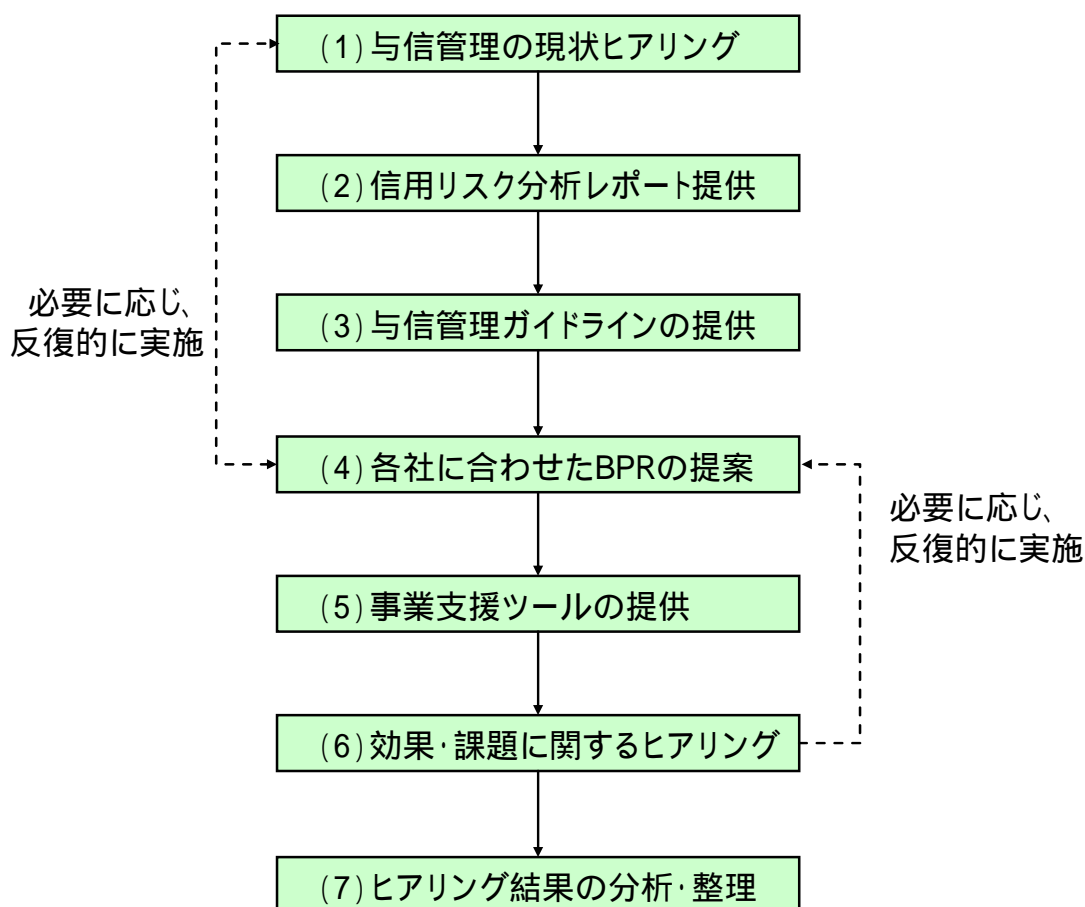 (1)与信管理の現状ヒアリング
(2)信用リスク分析レポート提供
(3)与信管理ガイドラインの提供
必要に応じ、
反復的に実施
(4)各社に合わせたBPRの提案
必要に応じ、
反復的に実施
(5)事業支援ツールの提供
(6)効果・課題に関するヒアリング
(7)ヒアリング結果の分析・整理